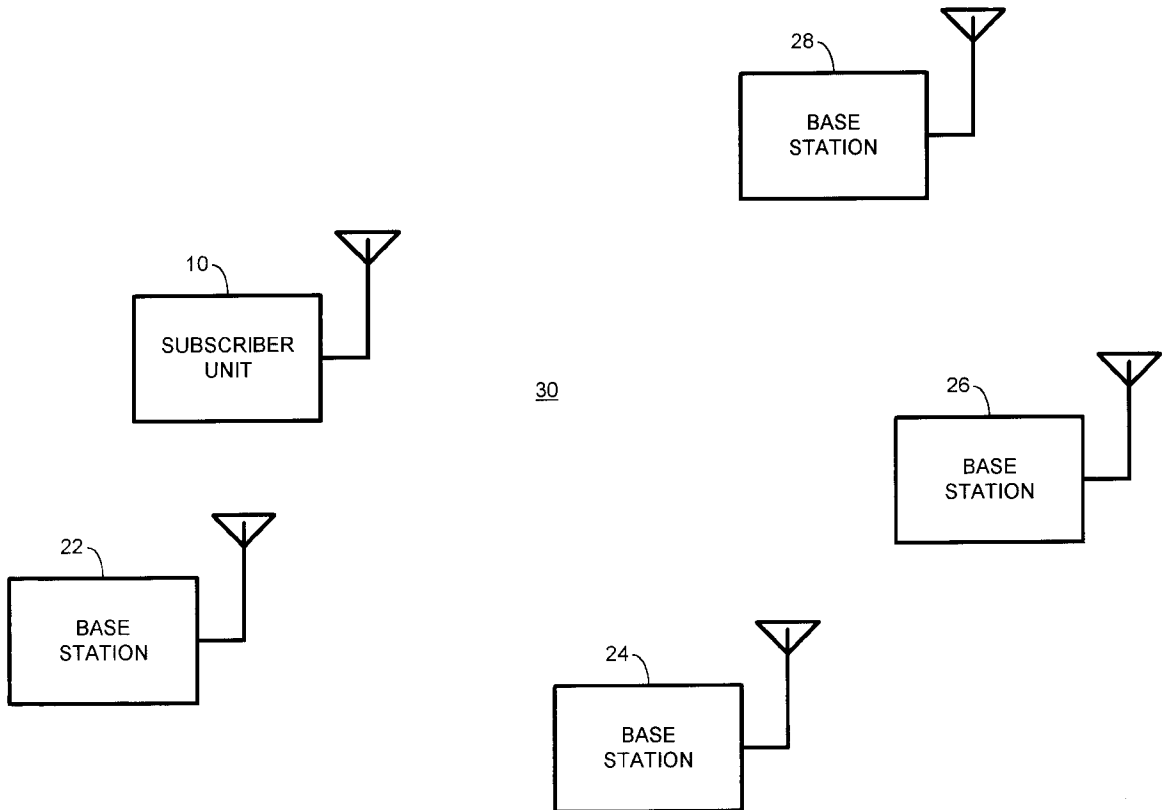 28
BASE
STATION
10
SUBSCRIBER
UNIT
30
26
BASE
STATION
22
BASE
STATION
24
BASE
STATION